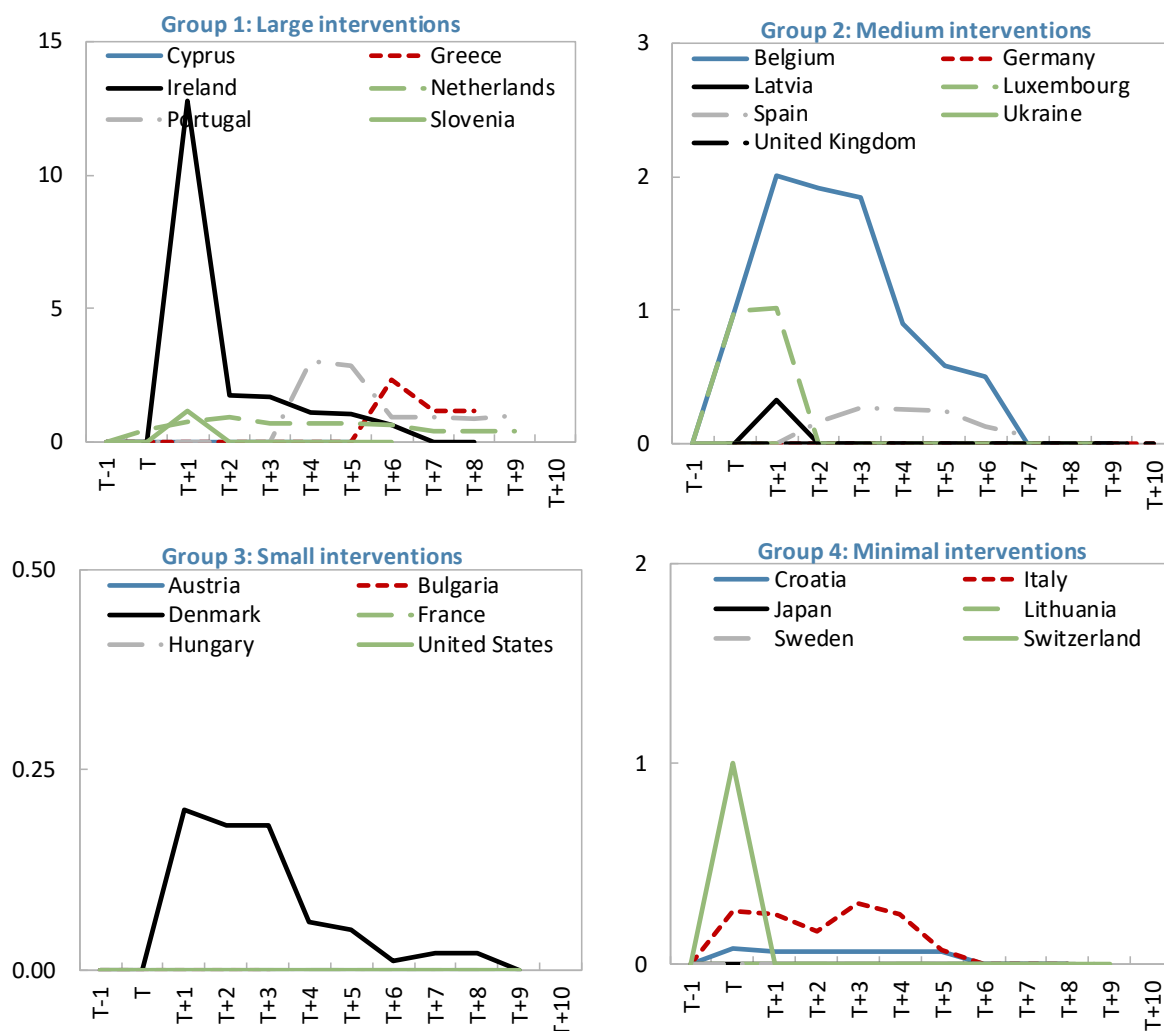 Group 1: Large interventions
15
Cyprus Greece
Ireland Netherlands
Portugal Slovenia
10
5
0
T-1 T T+1 T+2 T+3 T+4 T+5 T+6 T+7 T+8 T+9 T+10
Group 2: Medium interventions
3
Belgium Germany
Latvia Luxembourg
Spain Ukraine
United Kingdom
2
1
0
T-1 T T+1 T+2 T+3 T+4 T+5 T+6 T+7 T+8 T+9 T+10
Group 3: Small interventions
0.50
Austria Bulgaria
Denmark France
Hungary United States
0.25
0.00
T-1 T T+1 T+2 T+3 T+4 T+5 T+6 T+7 T+8 T+9 T+10
Group 4: Minimal interventions
2
Croatia Italy
Japan Lithuania
Sweden Switzerland
1
0
T-1 T T+1 T+2 T+3 T+4 T+5 T+6 T+7 T+8 T+9 T+10